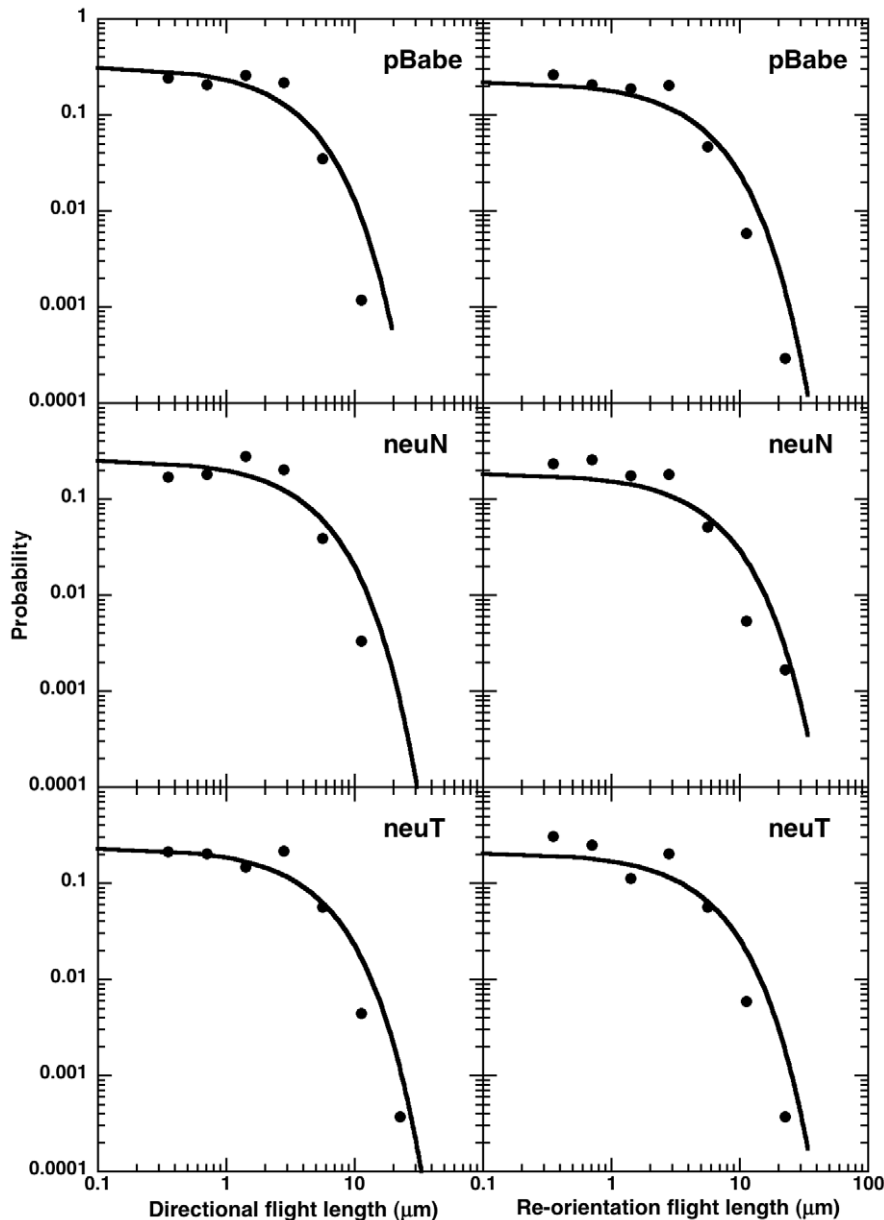 1
0.1
0.01
0.001
0.0001
pBabe
pBabe
0.1
0.01
0.001
0.0001
neuN
neuN
Probability
0.1
0.01
0.001
0.0001
neuT
neuT
0.1 1 10 0.1 1 10 100
Directional flight length (μm) Re-orientation flight length (μm)